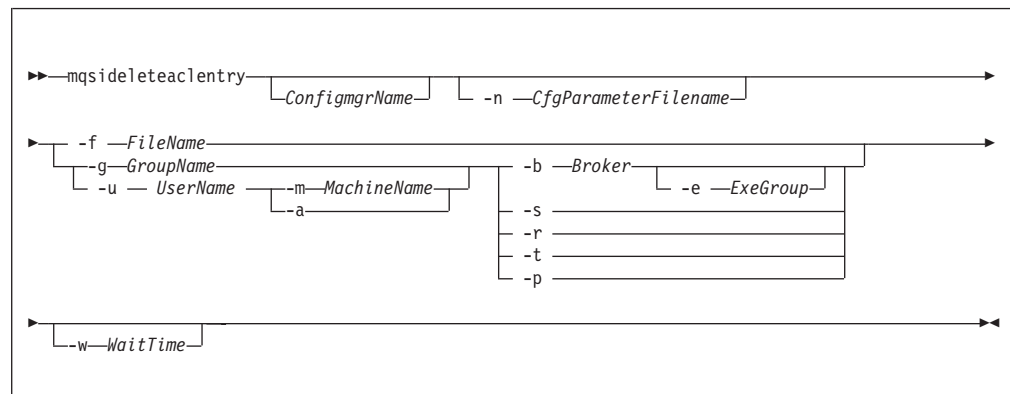 mqsideleteaclentry
ConfigmgrName
-n CfgParameterFilename
-f FileName
-g GroupName
-b Broker
-u UserName
-m MachineName
-e ExeGroup
-a
-s
-r
-t
-p
-w WaitTime